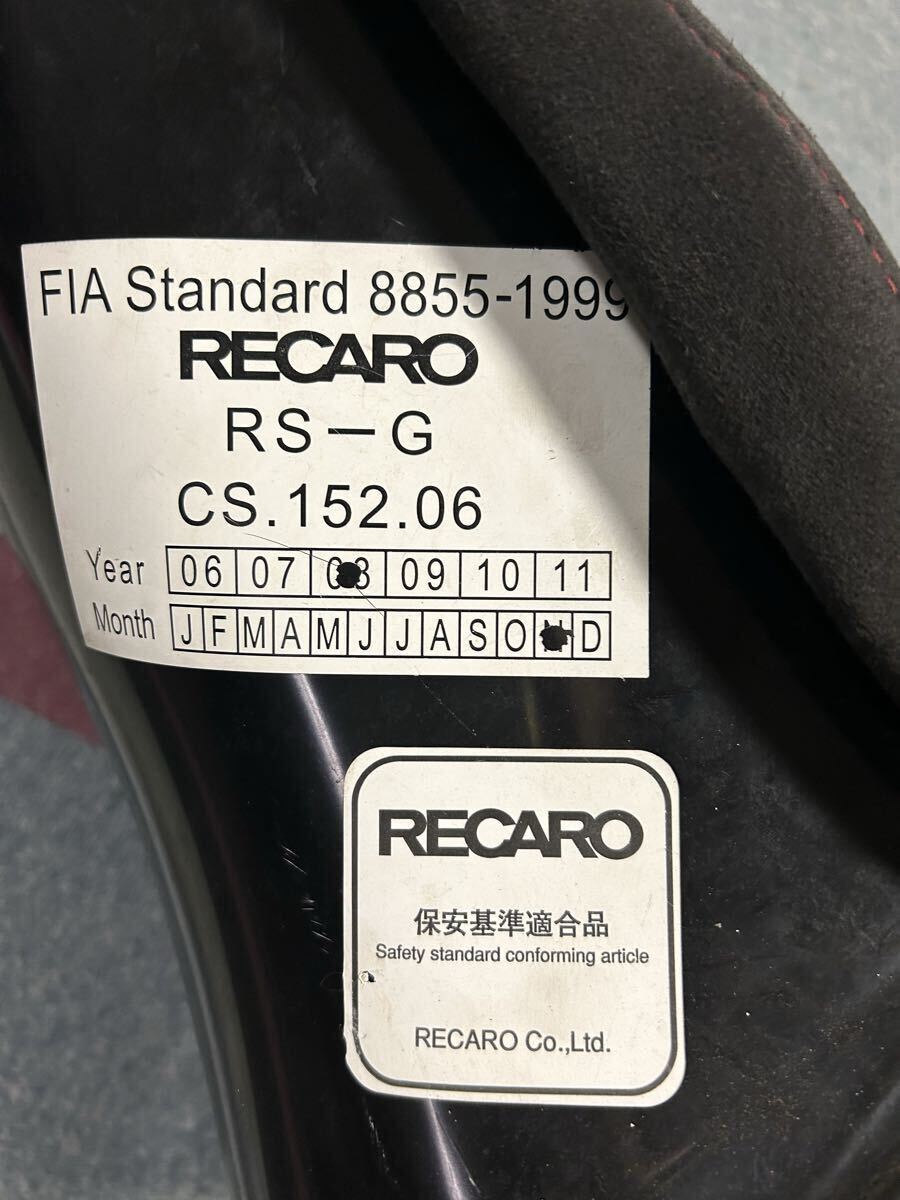 FIA Standard 8855-1999
RECARO
RS-G
CS.152.06
Year 06 07 08 09 10 11
Month J F M A M J J A S O D
RECARO
保安基準適合品
Safety standard conforming article
RECARO Co.,Ltd.